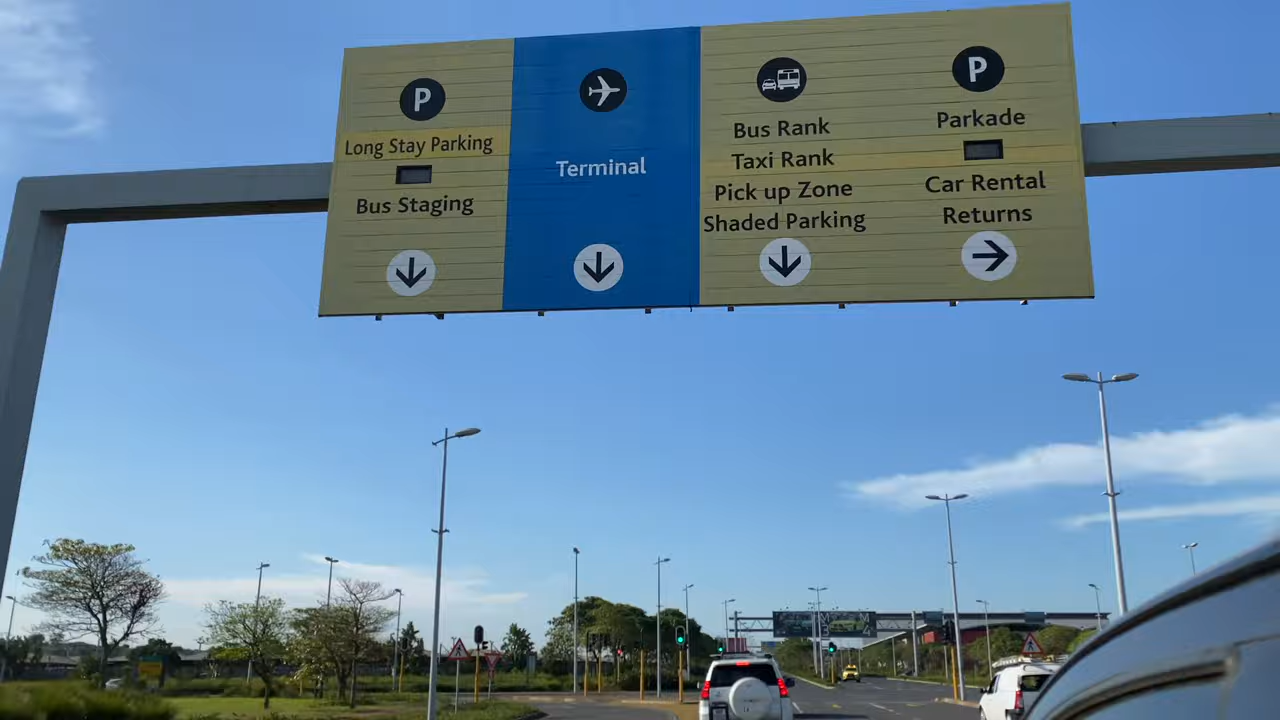 P
Long Stay Parking
Bus Staging
Terminal
Bus Rank
Taxi Rank
Pick up Zone
Shaded Parking
P
Parkade
Car Rental
Returns